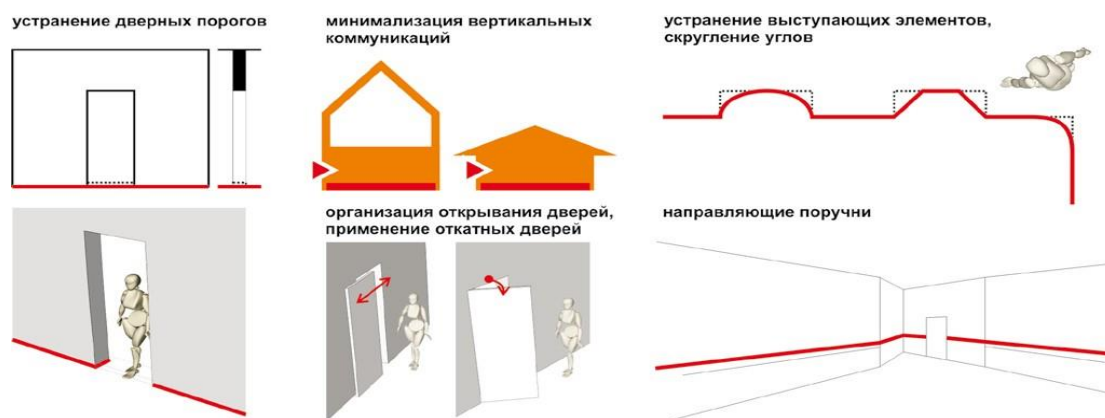 устранение дверных порогов
минимализация вертикальных
коммуникаций
устранение выступающих элементов,
скругление углов
организация открывания дверей,
применение откатных дверей
направляющие поручни